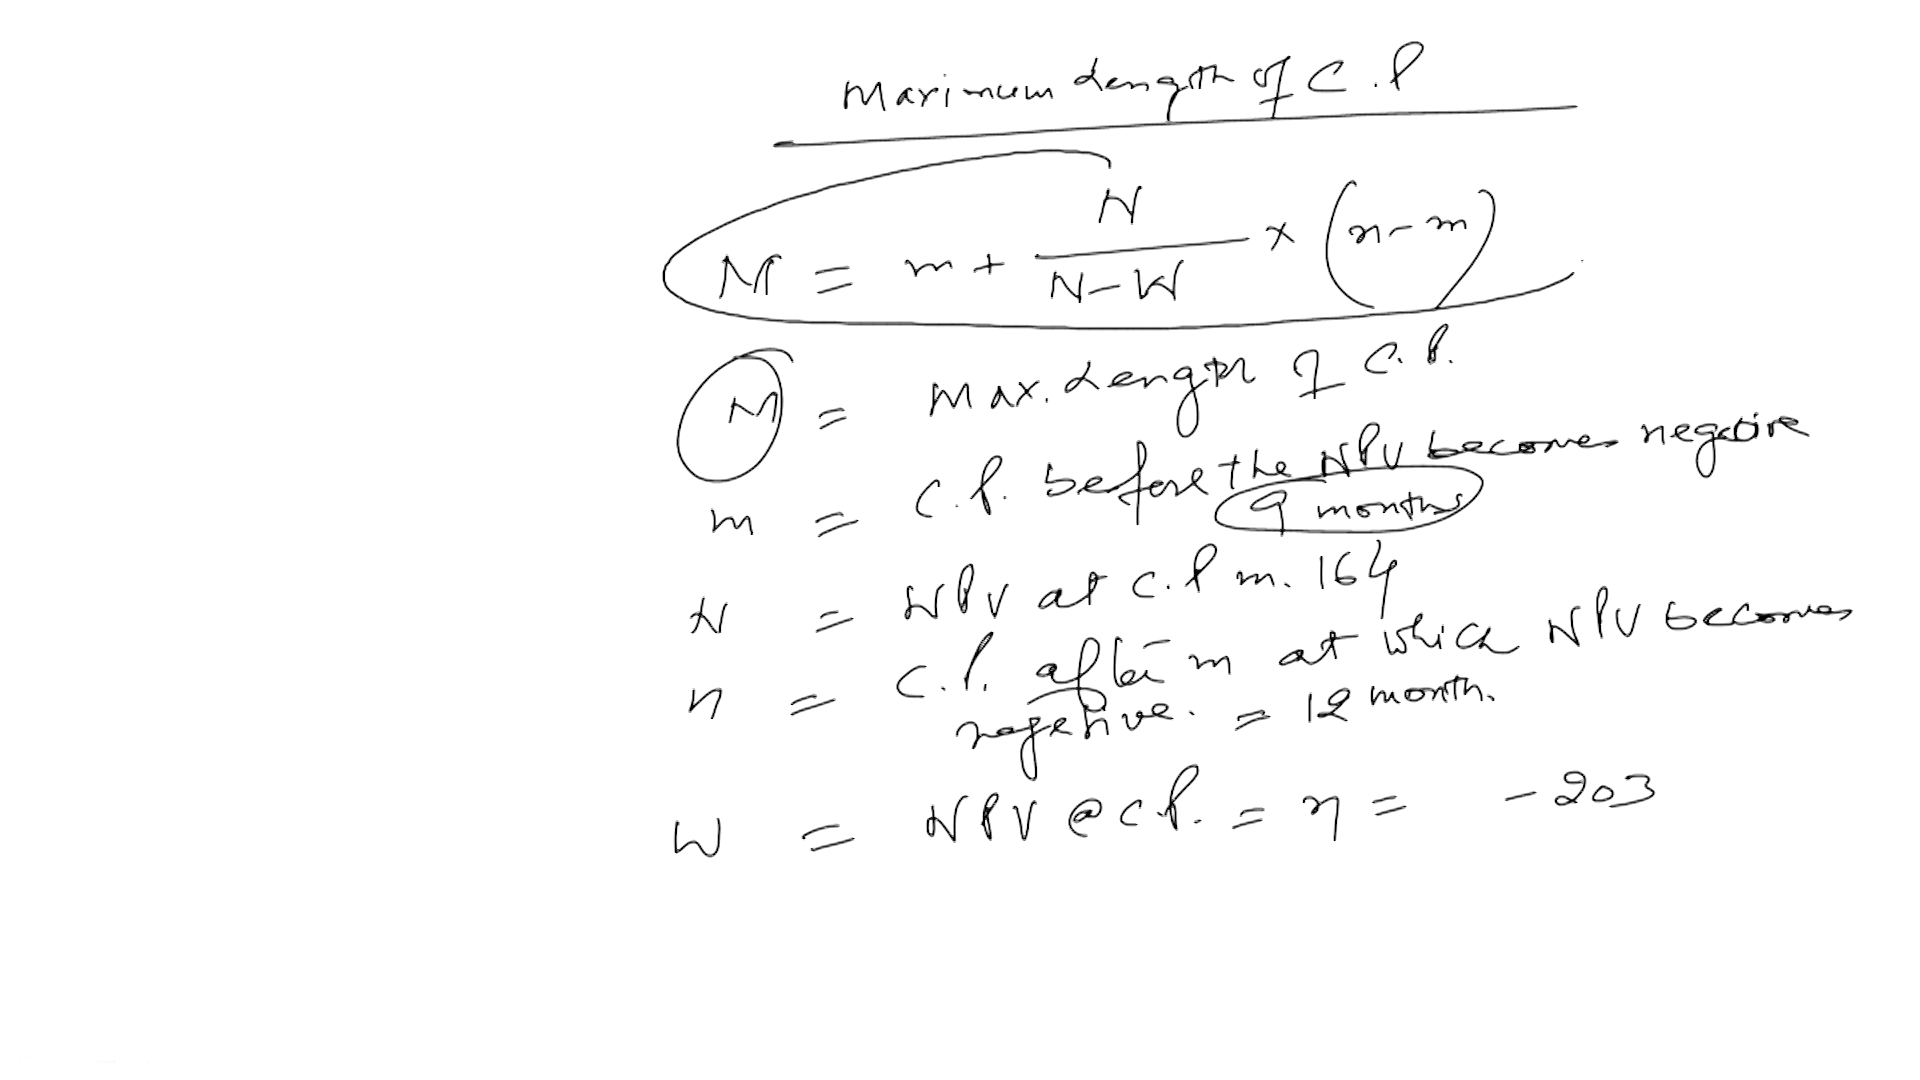 Maximum Length of C.P
M = m + N / N-W × (n-m)
M = Max. Length of C.P.
m = C.P. before the NPV becomes negative
9 months
N = NPV at C.P m. 164
n = C.P. after m at which NPV becomes
negative. = 12 month.
W = NPV @ C.P. = n = -203